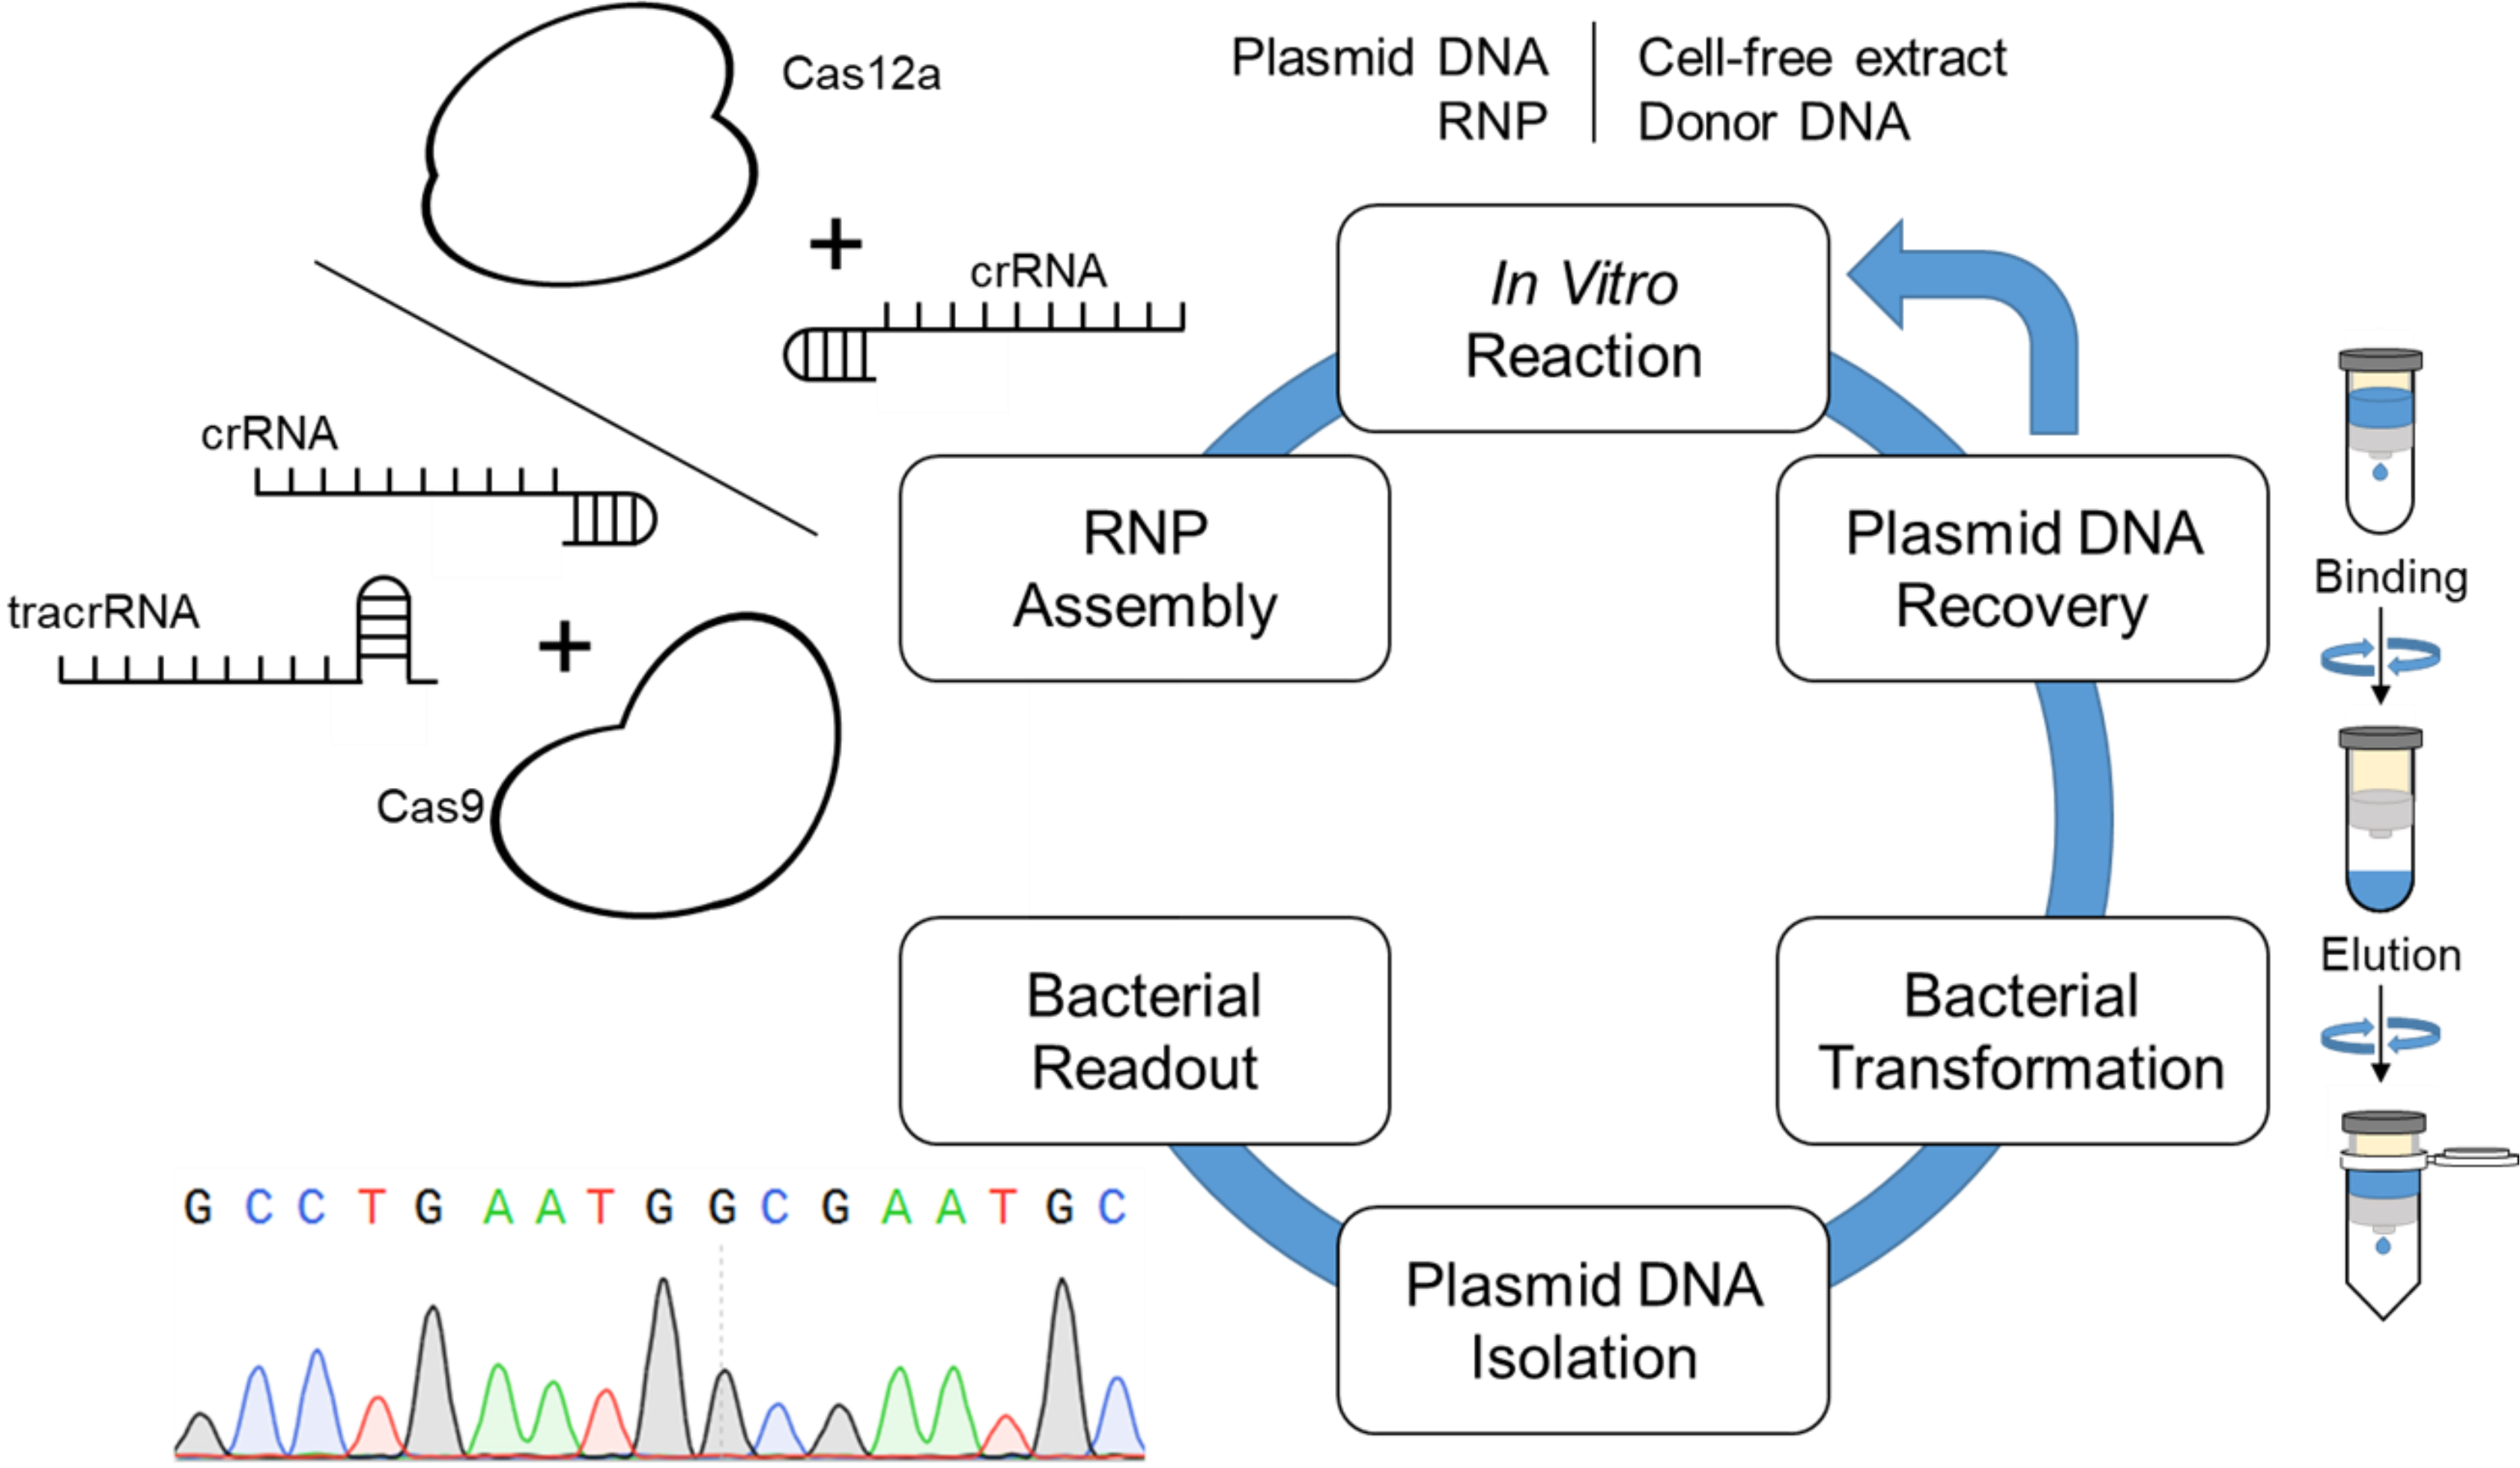 Cas12a
+
crRNA
crRNA
tracrRNA
+
Cas9
Plasmid DNA
RNP
Cell-free extract
Donor DNA
In Vitro
Reaction
RNP
Assembly
Plasmid DNA
Recovery
Binding
Elution
Bacterial
Readout
Bacterial
Transformation
Plasmid DNA
Isolation
G C C T G A A T G G C G A A T G C